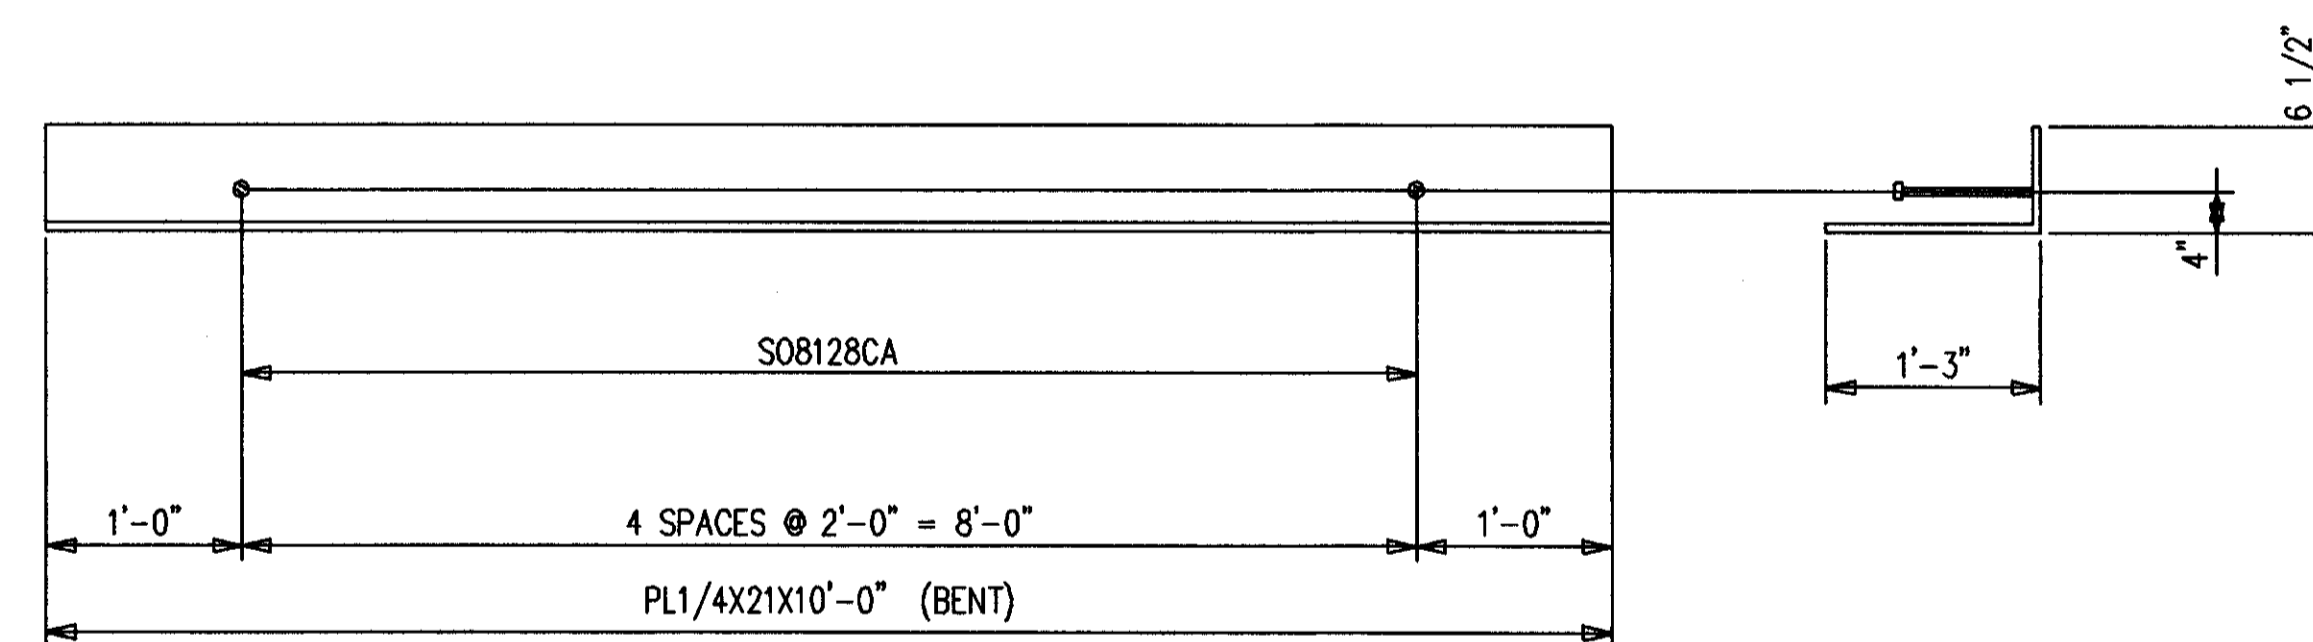 6 1/2"
4"
SO8128CA
1'-3"
1'-0"
4 SPACES @ 2'-0" = 8'-0"
1'-0"
PL1/4X21X10'-0" (BENT)